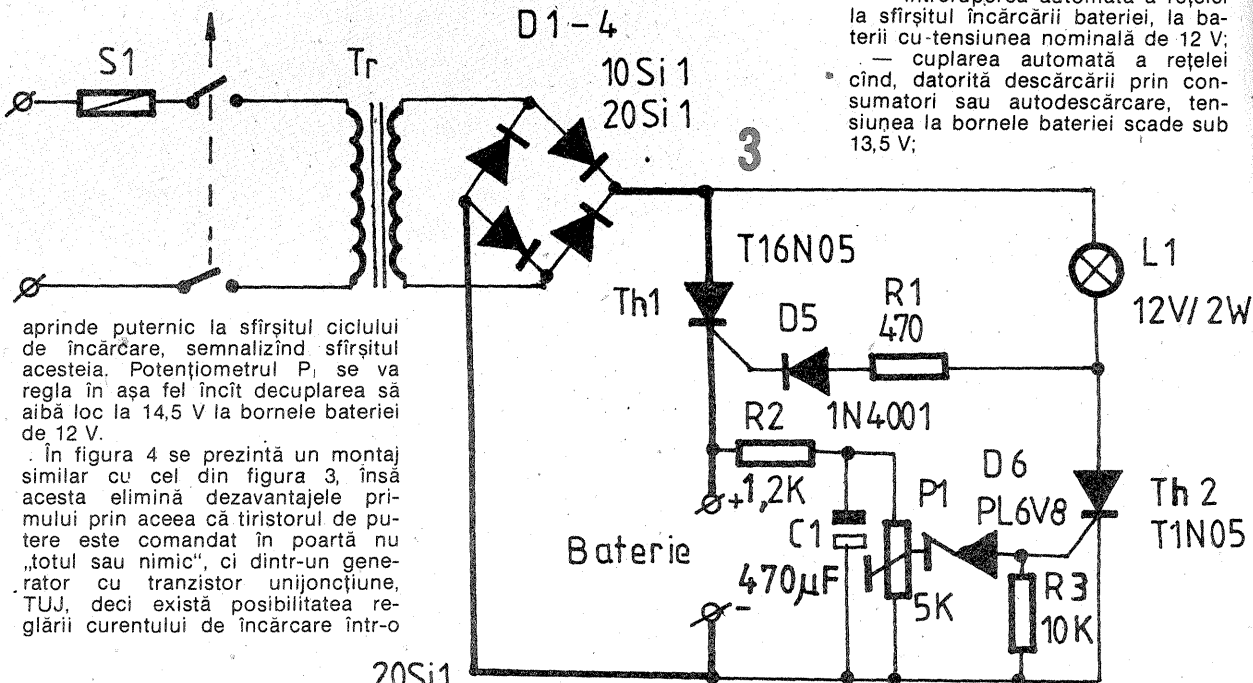 întreruperea automată a rețelei
la sfîrșitul încărcării bateriei, la ba-
terii cu tensiunea nominală de 12 V;
— cuplarea automată a rețelei
cînd, datorită descărcării prin con-
sumatori sau autodescărcare, ten-
siunea la bornele bateriei scade sub
13,5 V;
S1
Tr
D1-4
10Si1
20Si1
3
T16N05
Th1
D5
R1
470
L1
12V/2W
1N4001
R2
+1,2K
Baterie
C1
470µF
-
P1
5K
D6
PL6V8
R3
10K
Th2
T1N05
20Si1
aprinde puternic la sfîrșitul ciclului
de încărcare, semnalizînd sfîrșitul
acesteia. Potențiometrul P₁ se va
regla în așa fel încît decuplarea să
aibă loc la 14,5 V la bornele bateriei
de 12 V.
În figura 4 se prezintă un montaj
similar cu cel din figura 3, însă
acesta elimină dezavantajele pri-
mului prin aceea că tiristorul de pu-
tere este comandat în poartă nu
„totul sau nimic“, ci dintr-un gene-
rator cu tranzistor unijoncțiune,
TUJ, deci există posibilitatea re-
glării curentului de încărcare într-o